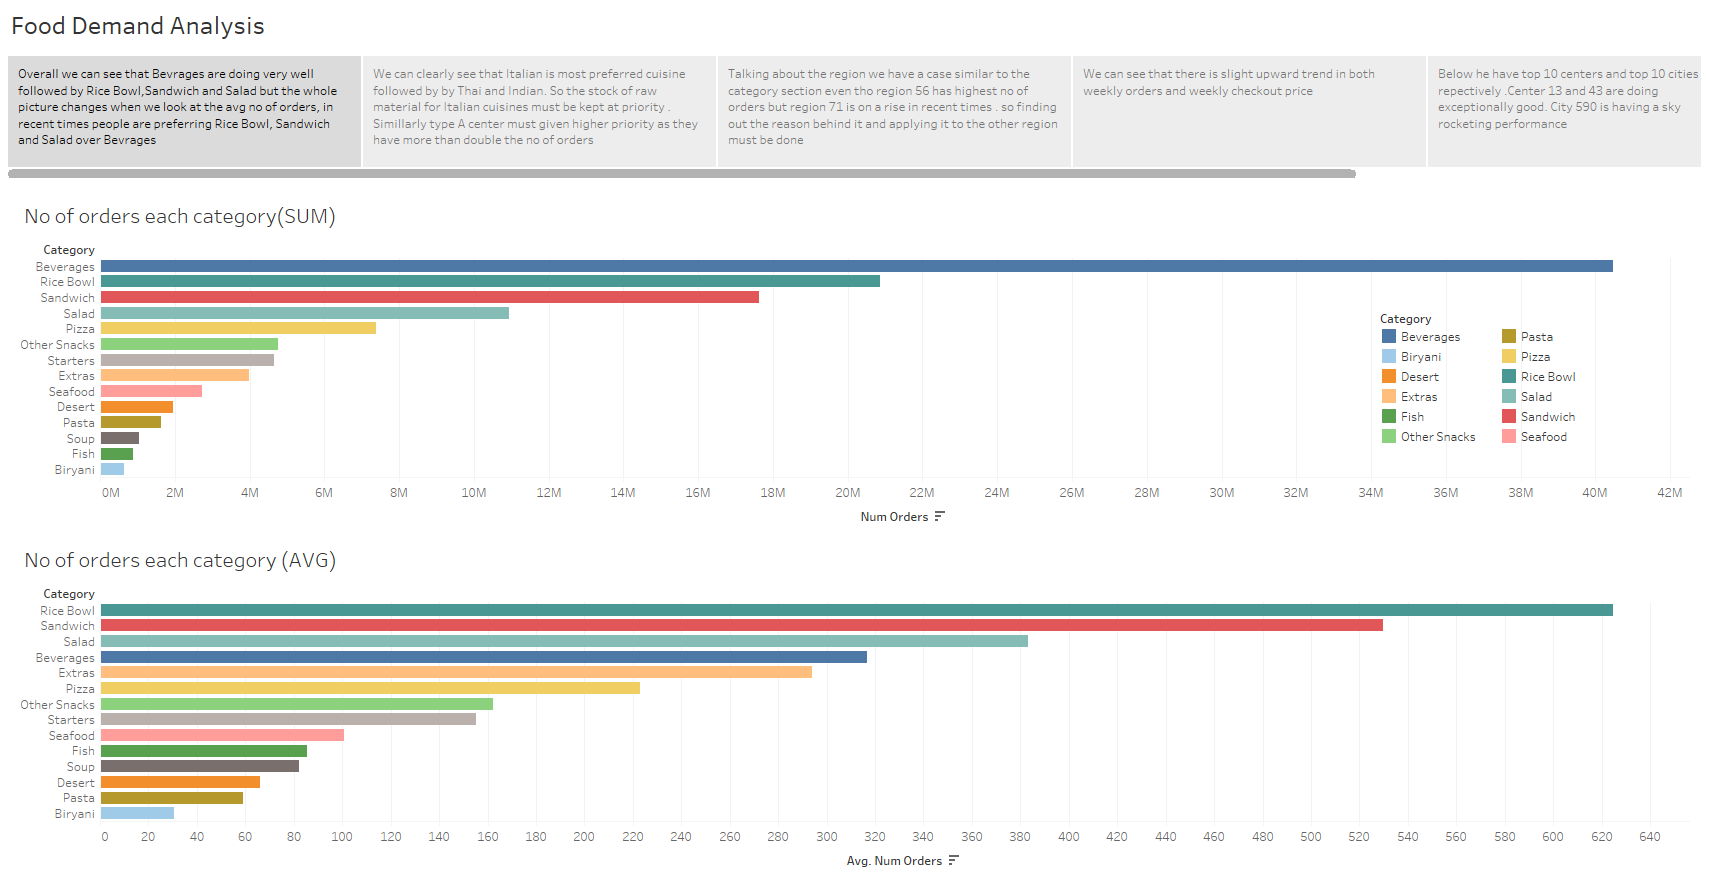 Food Demand Analysis
Overall we can see that Bevrages are doing very well
followed by Rice Bowl,Sandwich and Salad but the whole
picture changes when we look at the avg no of orders, in
recent times people are preferring Rice Bowl, Sandwich
and Salad over Bevrages
We can clearly see that Italian is most preferred cuisine
followed by by Thai and Indian. So the stock of raw
material for Italian cuisines must be kept at priority .
Simillarly type A center must given higher priority as they
have more than double the no of orders
Talking about the region we have a case similar to the
category section even tho region 56 has highest no of
orders but region 71 is on a rise in recent times . so finding
out the reason behind it and applying it to the other region
must be done
We can see that there is slight upward trend in both
weekly orders and weekly checkout price
Below he have top 10 centers and top 10 cities
repectively .Center 13 and 43 are doing
exceptionally good. City 590 is having a sky
rocketing performance
No of orders each category(SUM)
Category
Beverages
Rice Bowl
Sandwich
Salad
Pizza
Other Snacks
Starters
Extras
Seafood
Desert
Pasta
Soup
Fish
Biryani
0M 2M 4M 6M 8M 10M 12M 14M 16M 18M 20M 22M 24M 26M 28M 30M 32M 34M 36M 38M 40M 42M
Num Orders
Category
Beverages
Biryani
Desert
Extras
Fish
Other Snacks
Pasta
Pizza
Rice Bowl
Salad
Sandwich
Seafood
No of orders each category (AVG)
Category
Rice Bowl
Sandwich
Salad
Beverages
Extras
Pizza
Other Snacks
Starters
Seafood
Fish
Soup
Desert
Pasta
Biryani
0 20 40 60 80 100 120 140 160 180 200 220 240 260 280 300 320 340 360 380 400 420 440 460 480 500 520 540 560 580 600 620 640
Avg. Num Orders